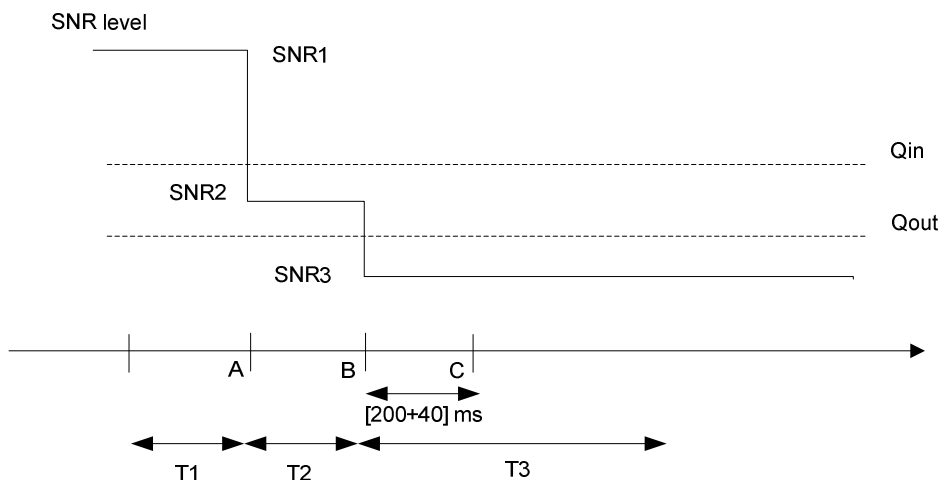 SNR level
SNR1
Qin
SNR2
Qout
SNR3
A
B
C
[200+40] ms
T1
T2
T3